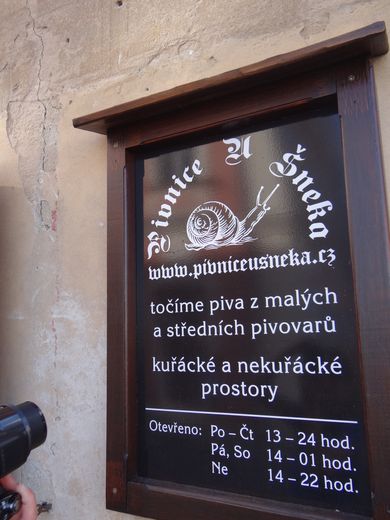 Pivnice U Šneka
www.pivniceusneka.cz
točíme piva z malých
a středních pivovarů
kuřácké a nekuřácké
prostory
Otevřeno: Po – Čt 13 – 24 hod.
Pá, So 14 – 01 hod.
Ne 14 – 22 hod.